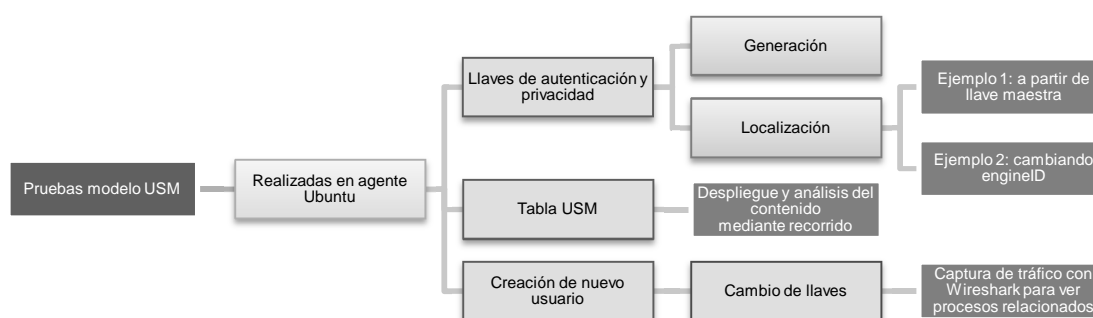 Generación
Llaves de autenticación y
privacidad
Ejemplo 1: a partir de
llave maestra
Localización
Pruebas modelo USM
Realizadas en agente
Ubuntu
Ejemplo 2: cambiando
engineID
Tabla USM
Despliegue y análisis del
contenido
mediante recorrido
Creación de nuevo
usuario
Cambio de llaves
Captura de tráfico con
Wireshark para ver
procesos relacionados